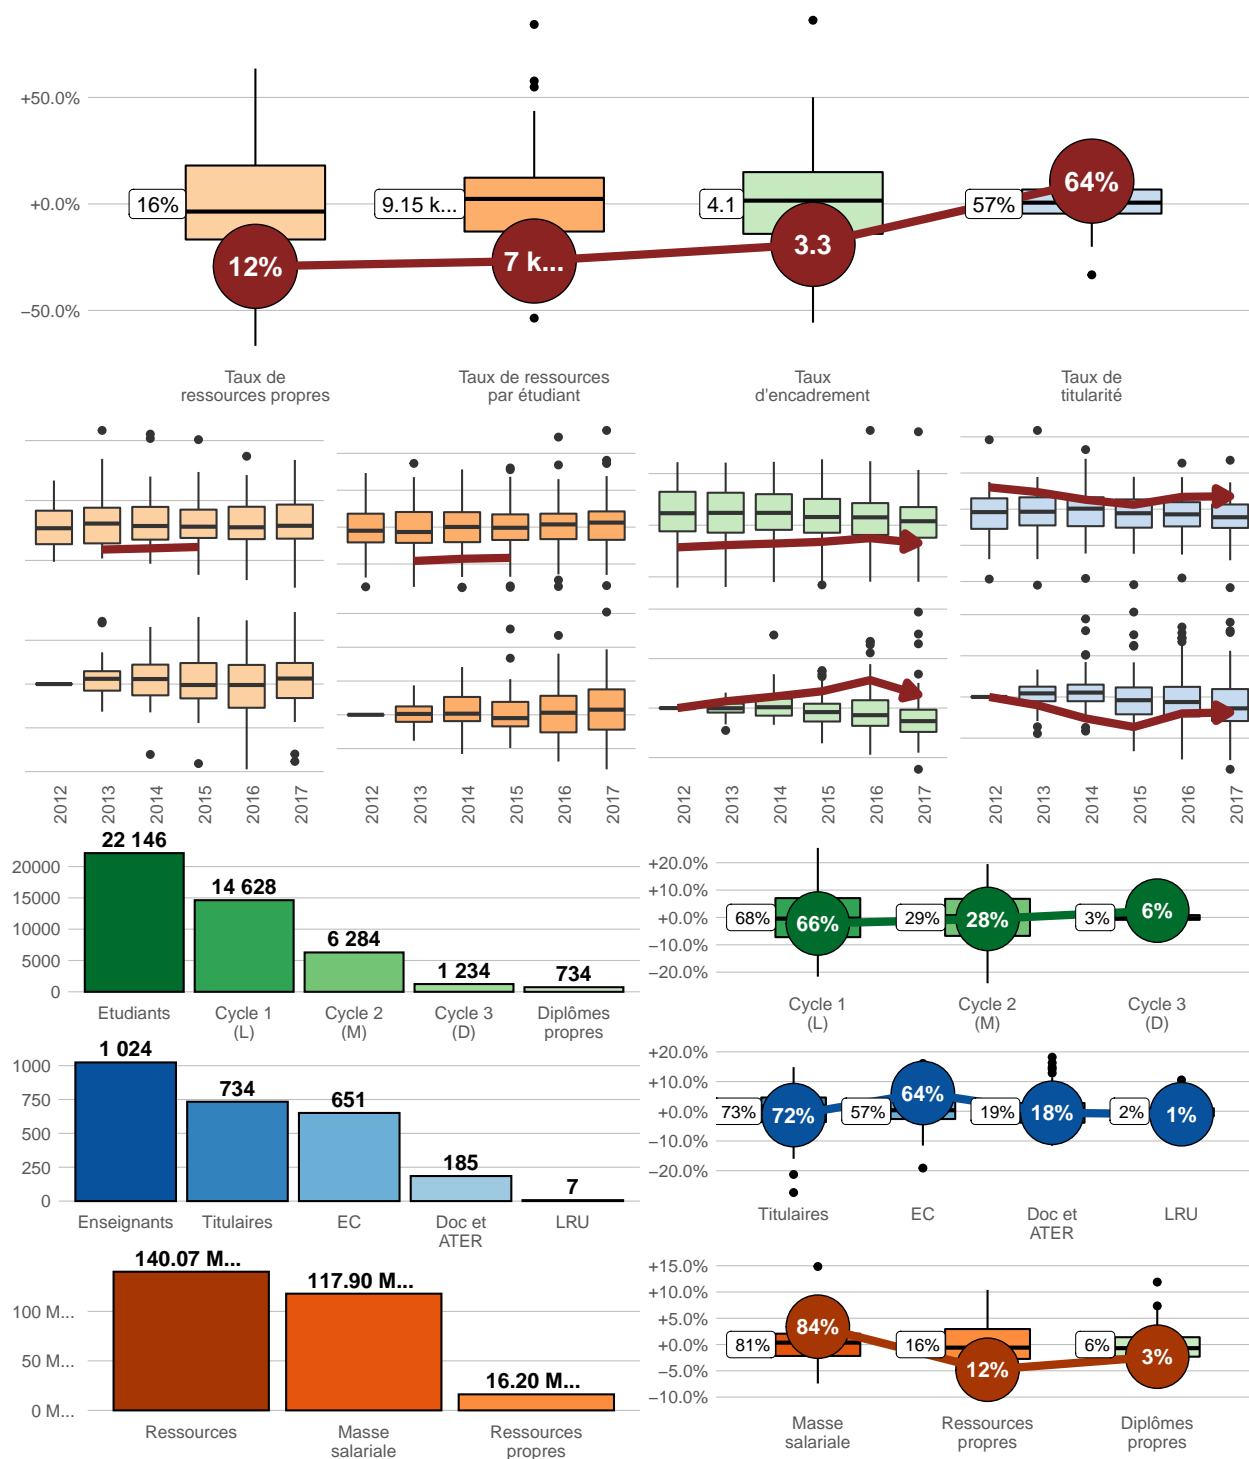 +50.0%
+0.0%
−50.0%
16%
9.15 k...
4.1
57%
12%
7 k...
3.3
64%
Taux de
ressources propres
Taux de ressources
par étudiant
Taux
d'encadrement
Taux de
titularité
2012
2013
2014
2015
2016
2017
2012
2013
2014
2015
2016
2017
2012
2013
2014
2015
2016
2017
2012
2013
2014
2015
2016
2017
20000
15000
10000
5000
0
22 146
14 628
6 284
1 234
734
Etudiants
Cycle 1
(L)
Cycle 2
(M)
Cycle 3
(D)
Diplômes
propres
+20.0%
+10.0%
+0.0%
−10.0%
−20.0%
68%
66%
29%
28%
3%
6%
Cycle 1
(L)
Cycle 2
(M)
Cycle 3
(D)
1000
750
500
250
0
1 024
734
651
185
7
Enseignants
Titulaires
EC
Doc et
ATER
LRU
+20.0%
+10.0%
+0.0%
−10.0%
−20.0%
73%
72%
57%
64%
19%
18%
2%
1%
Titulaires
EC
Doc et
ATER
LRU
100 M...
50 M...
0 M...
140.07 M...
117.90 M...
16.20 M...
Ressources
Masse
salariale
Ressources
propres
+15.0%
+10.0%
+5.0%
+0.0%
−5.0%
−10.0%
81%
84%
16%
12%
6%
3%
Masse
salariale
Ressources
propres
Diplômes
propres